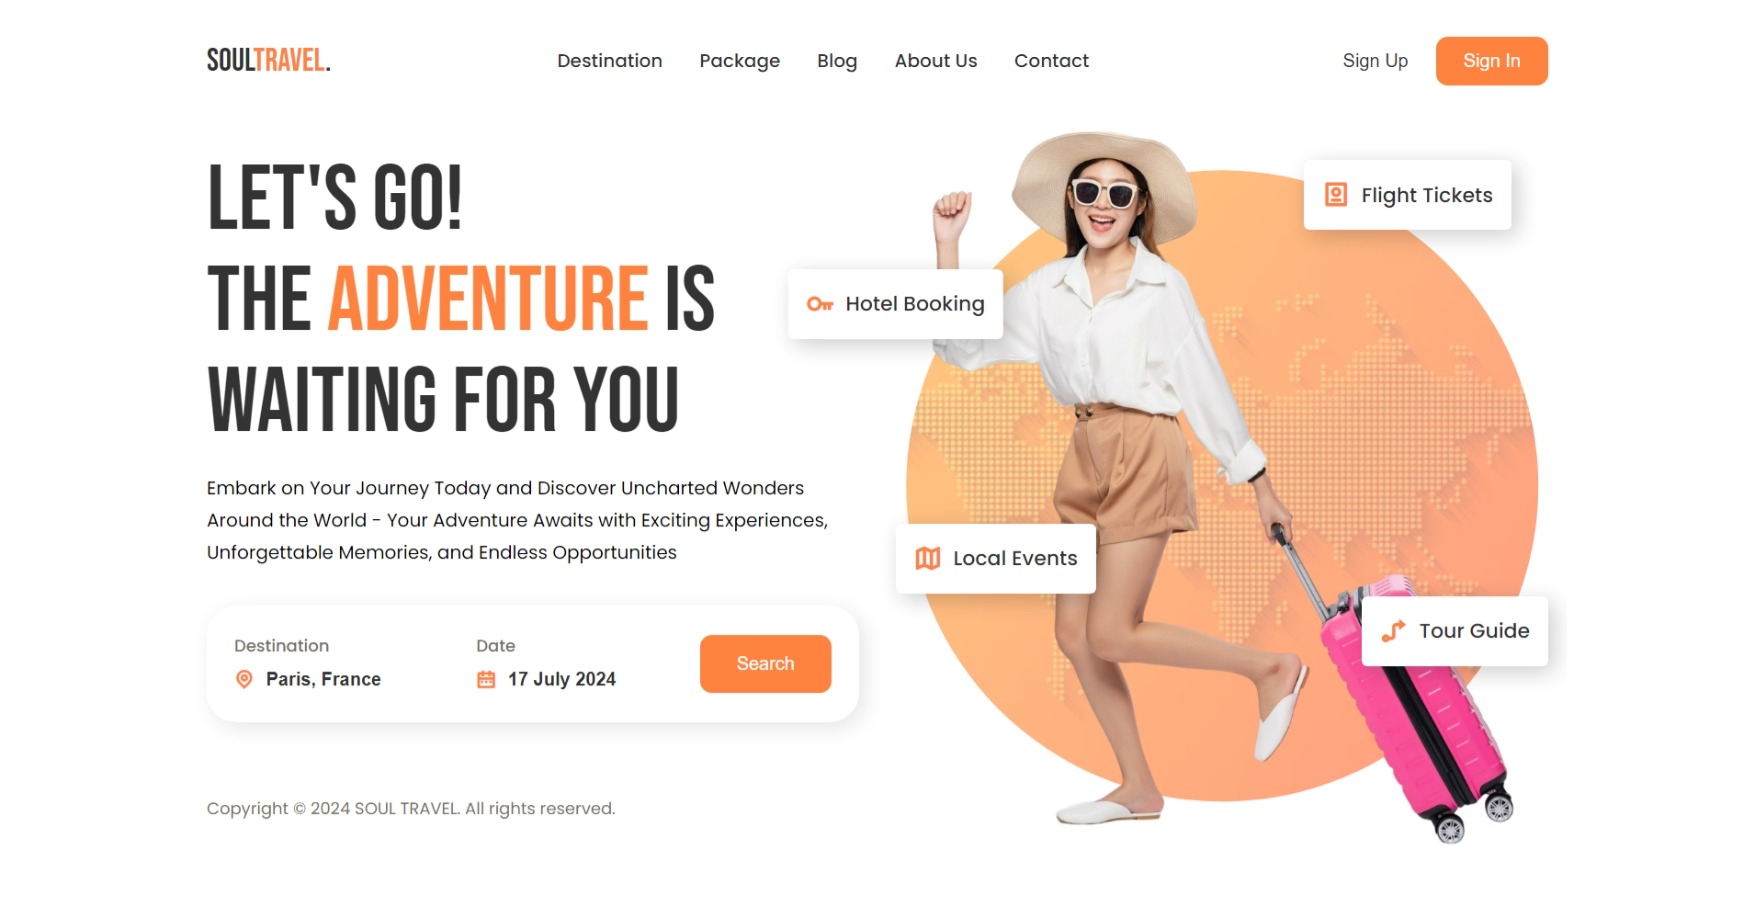 SOULTRAVEL.
Destination
Package
Blog
About Us
Contact
Sign Up
Sign In
LET'S GO!
THE ADVENTURE IS
WAITING FOR YOU
Embark on Your Journey Today and Discover Uncharted Wonders
Around the World - Your Adventure Awaits with Exciting Experiences,
Unforgettable Memories, and Endless Opportunities
Destination
Paris, France
Date
17 July 2024
Search
Copyright © 2024 SOUL TRAVEL. All rights reserved.
Flight Tickets
Hotel Booking
Local Events
Tour Guide